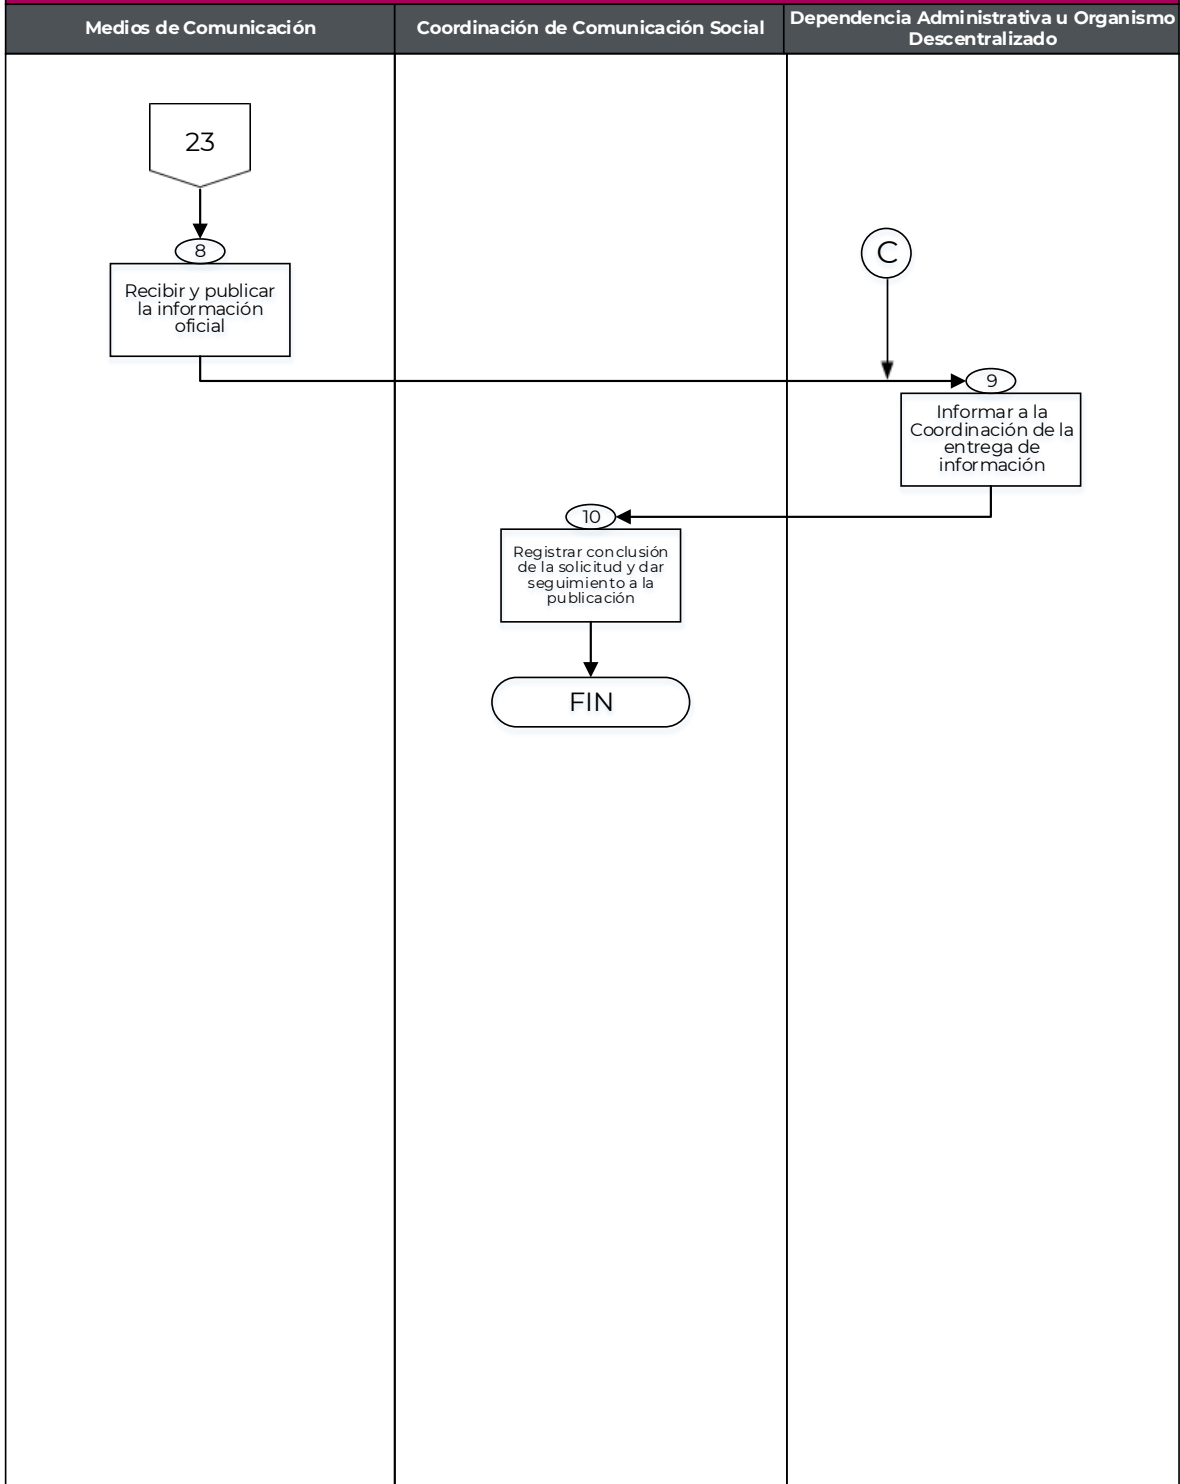 Medios de Comunicación
Coordinación de Comunicación Social
Dependencia Administrativa u Organismo
Descentralizado
23
8
Recibir y publicar
la información
oficial
C
9
Informar a la
Coordinación de la
entrega de
información
10
Registrar conclusión
de la solicitud y dar
seguimiento a la
publicación
FIN